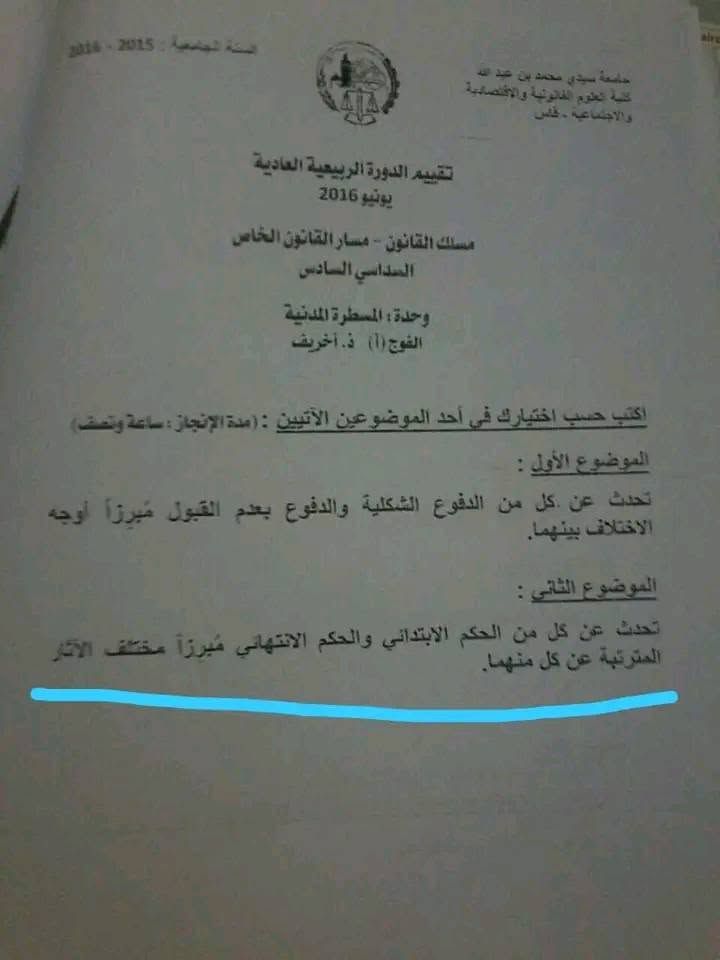 جامعة سيدي محمد بن عبد الله
كلية العلوم القانونية والاقتصادية
والاجتماعية - فاس
السنة الجامعية : 2015 - 2016
تقييم الدورة الربيعية العادية
يونيو 2016
مسلك القانون - مسار القانون الخاص
السداسي السادس
وحدة : المسطرة المدنية
الفوج (أ) ذ. أخريف
اكتب حسب اختيارك في أحد الموضوعين الآتيين : (مدة الإنجاز : ساعة ونصف)
الموضوع الأول :
تحدث عن كل من الدفوع الشكلية والدفوع بعدم القبول مُبرزاً أوجه
الاختلاف بينهما.
الموضوع الثاني :
تحدث عن كل من الحكم الابتدائي والحكم الانتهائي مُبرزاً مختلف الآثار
المترتبة عن كل منهما.